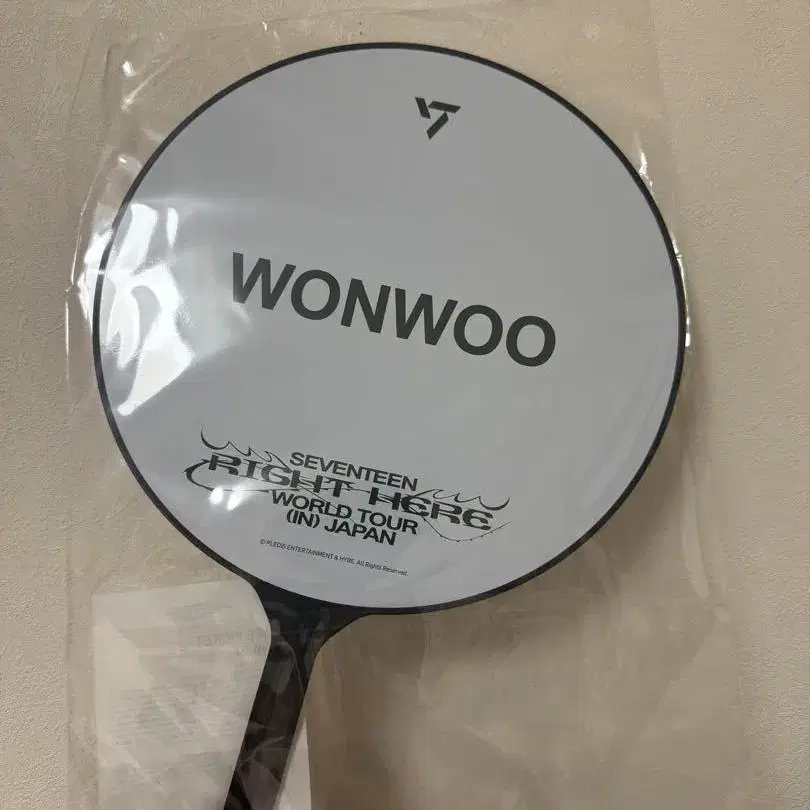 WONWOO
SEVENTEEN
RIGHT HERE
WORLD TOUR
(IN) JAPAN
© PLEDIS ENTERTAINMENT & HYBE. All Rights Reserved.